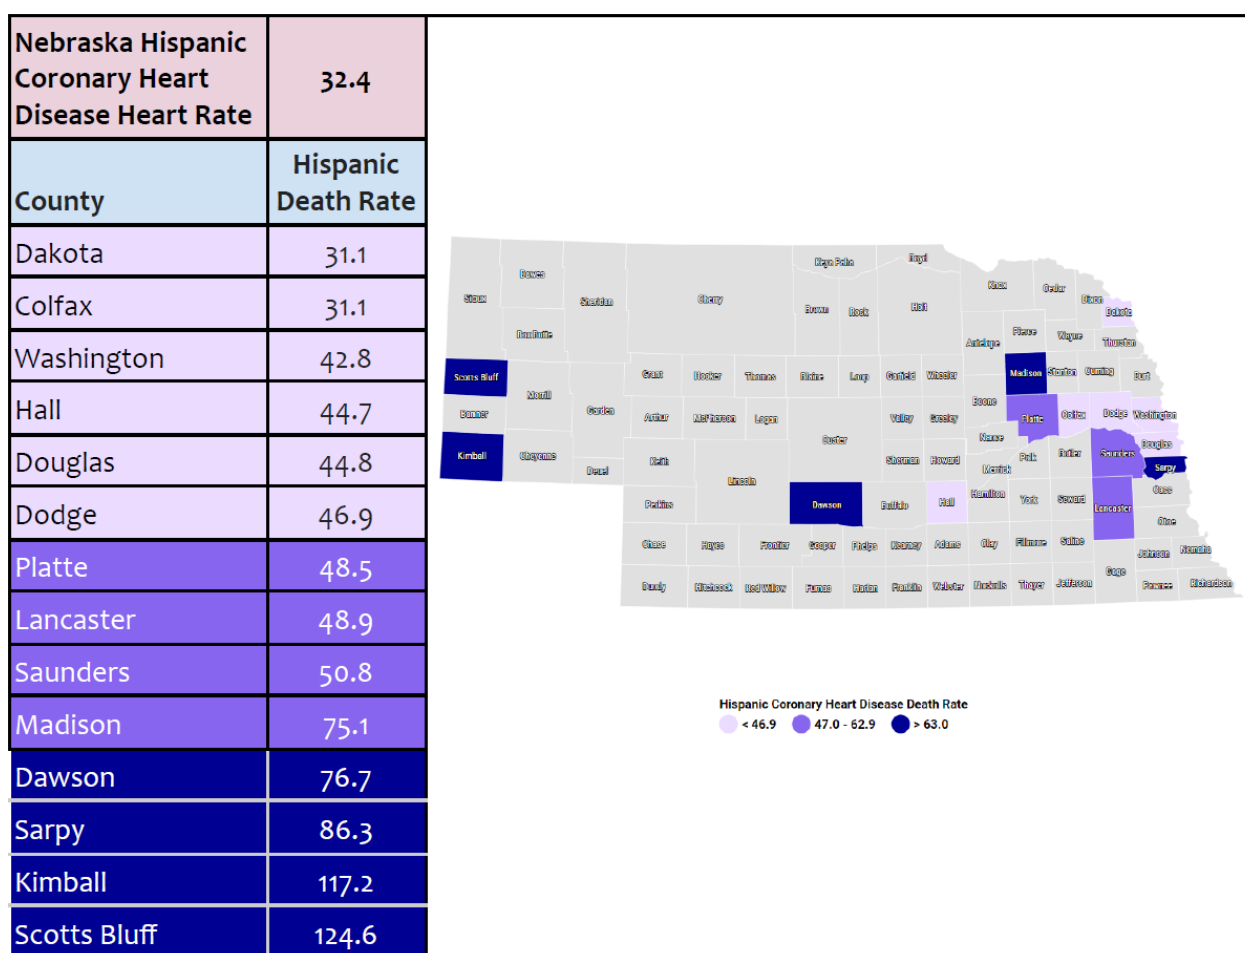 Nebraska Hispanic
Coronary Heart
Disease Heart Rate
32.4
County
Hispanic
Death Rate
Dakota 31.1
Colfax 31.1
Washington 42.8
Hall 44.7
Douglas 44.8
Dodge 46.9
Platte 48.5
Lancaster 48.9
Saunders 50.8
Madison 75.1
Dawson 76.7
Sarpy 86.3
Kimball 117.2
Scotts Bluff 124.6
Keya Paha Boyd
Dawes Knox Cedar
Sioux Sheridan Cherry Brown Rock Holt Dixon Dakota
Box Butte Antelope Pierce Wayne Thurston
Scotts Bluff Grant Hooker Thomas Blaine Loup Garfield Wheeler Madison Stanton Cuming Burt
Banner Morrill Garden Arthur McPherson Logan Valley Greeley Boone Platte Colfax Dodge Washington
Custer Nance Douglas
Kimball Cheyenne Deuel Keith Lincoln Sherman Howard Merrick Polk Butler Saunders Sarpy
Perkins Dawson Buffalo Hall Hamilton York Seward Lancaster Cass
Otoe
Chase Hayes Frontier Gosper Phelps Kearney Adams Clay Fillmore Saline Johnson Nemaha
Gage
Dundy Hitchcock Red Willow Furnas Harlan Franklin Webster Nuckolls Thayer Jefferson Pawnee Richardson
Hispanic Coronary Heart Disease Death Rate
< 46.9 47.0 - 62.9 > 63.0